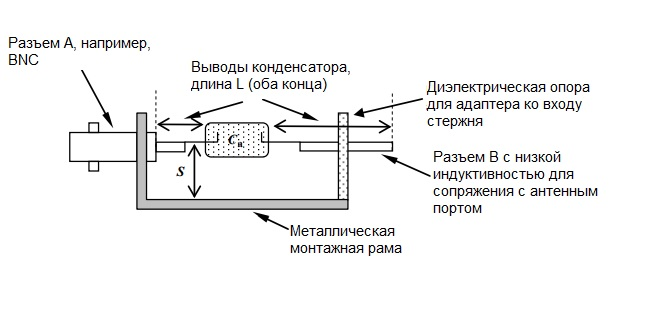 Разъем А, например,
BNC
Выводы конденсатора,
длина L (оба конца)
Диэлектрическая опора
для адаптера ко входу
стержня
Cа
S
Разъем В с низкой
индуктивностью для
сопряжения с антенным
портом
Металлическая
монтажная рама